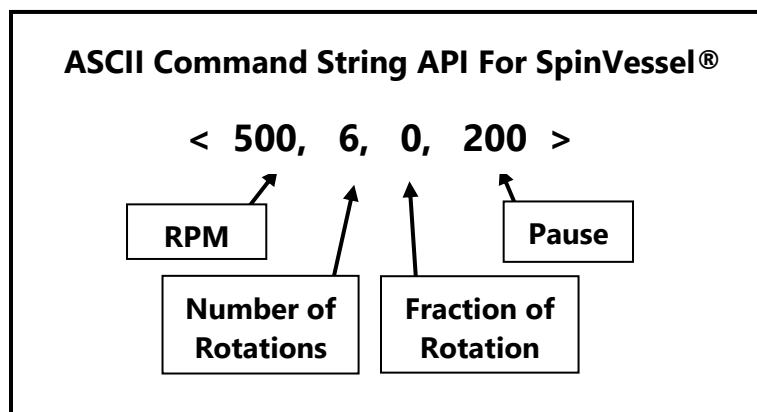 ASCII Command String API For SpinVessel®
< 500, 6, 0, 200 >
RPM
Pause
Number of
Rotations
Fraction of
Rotation